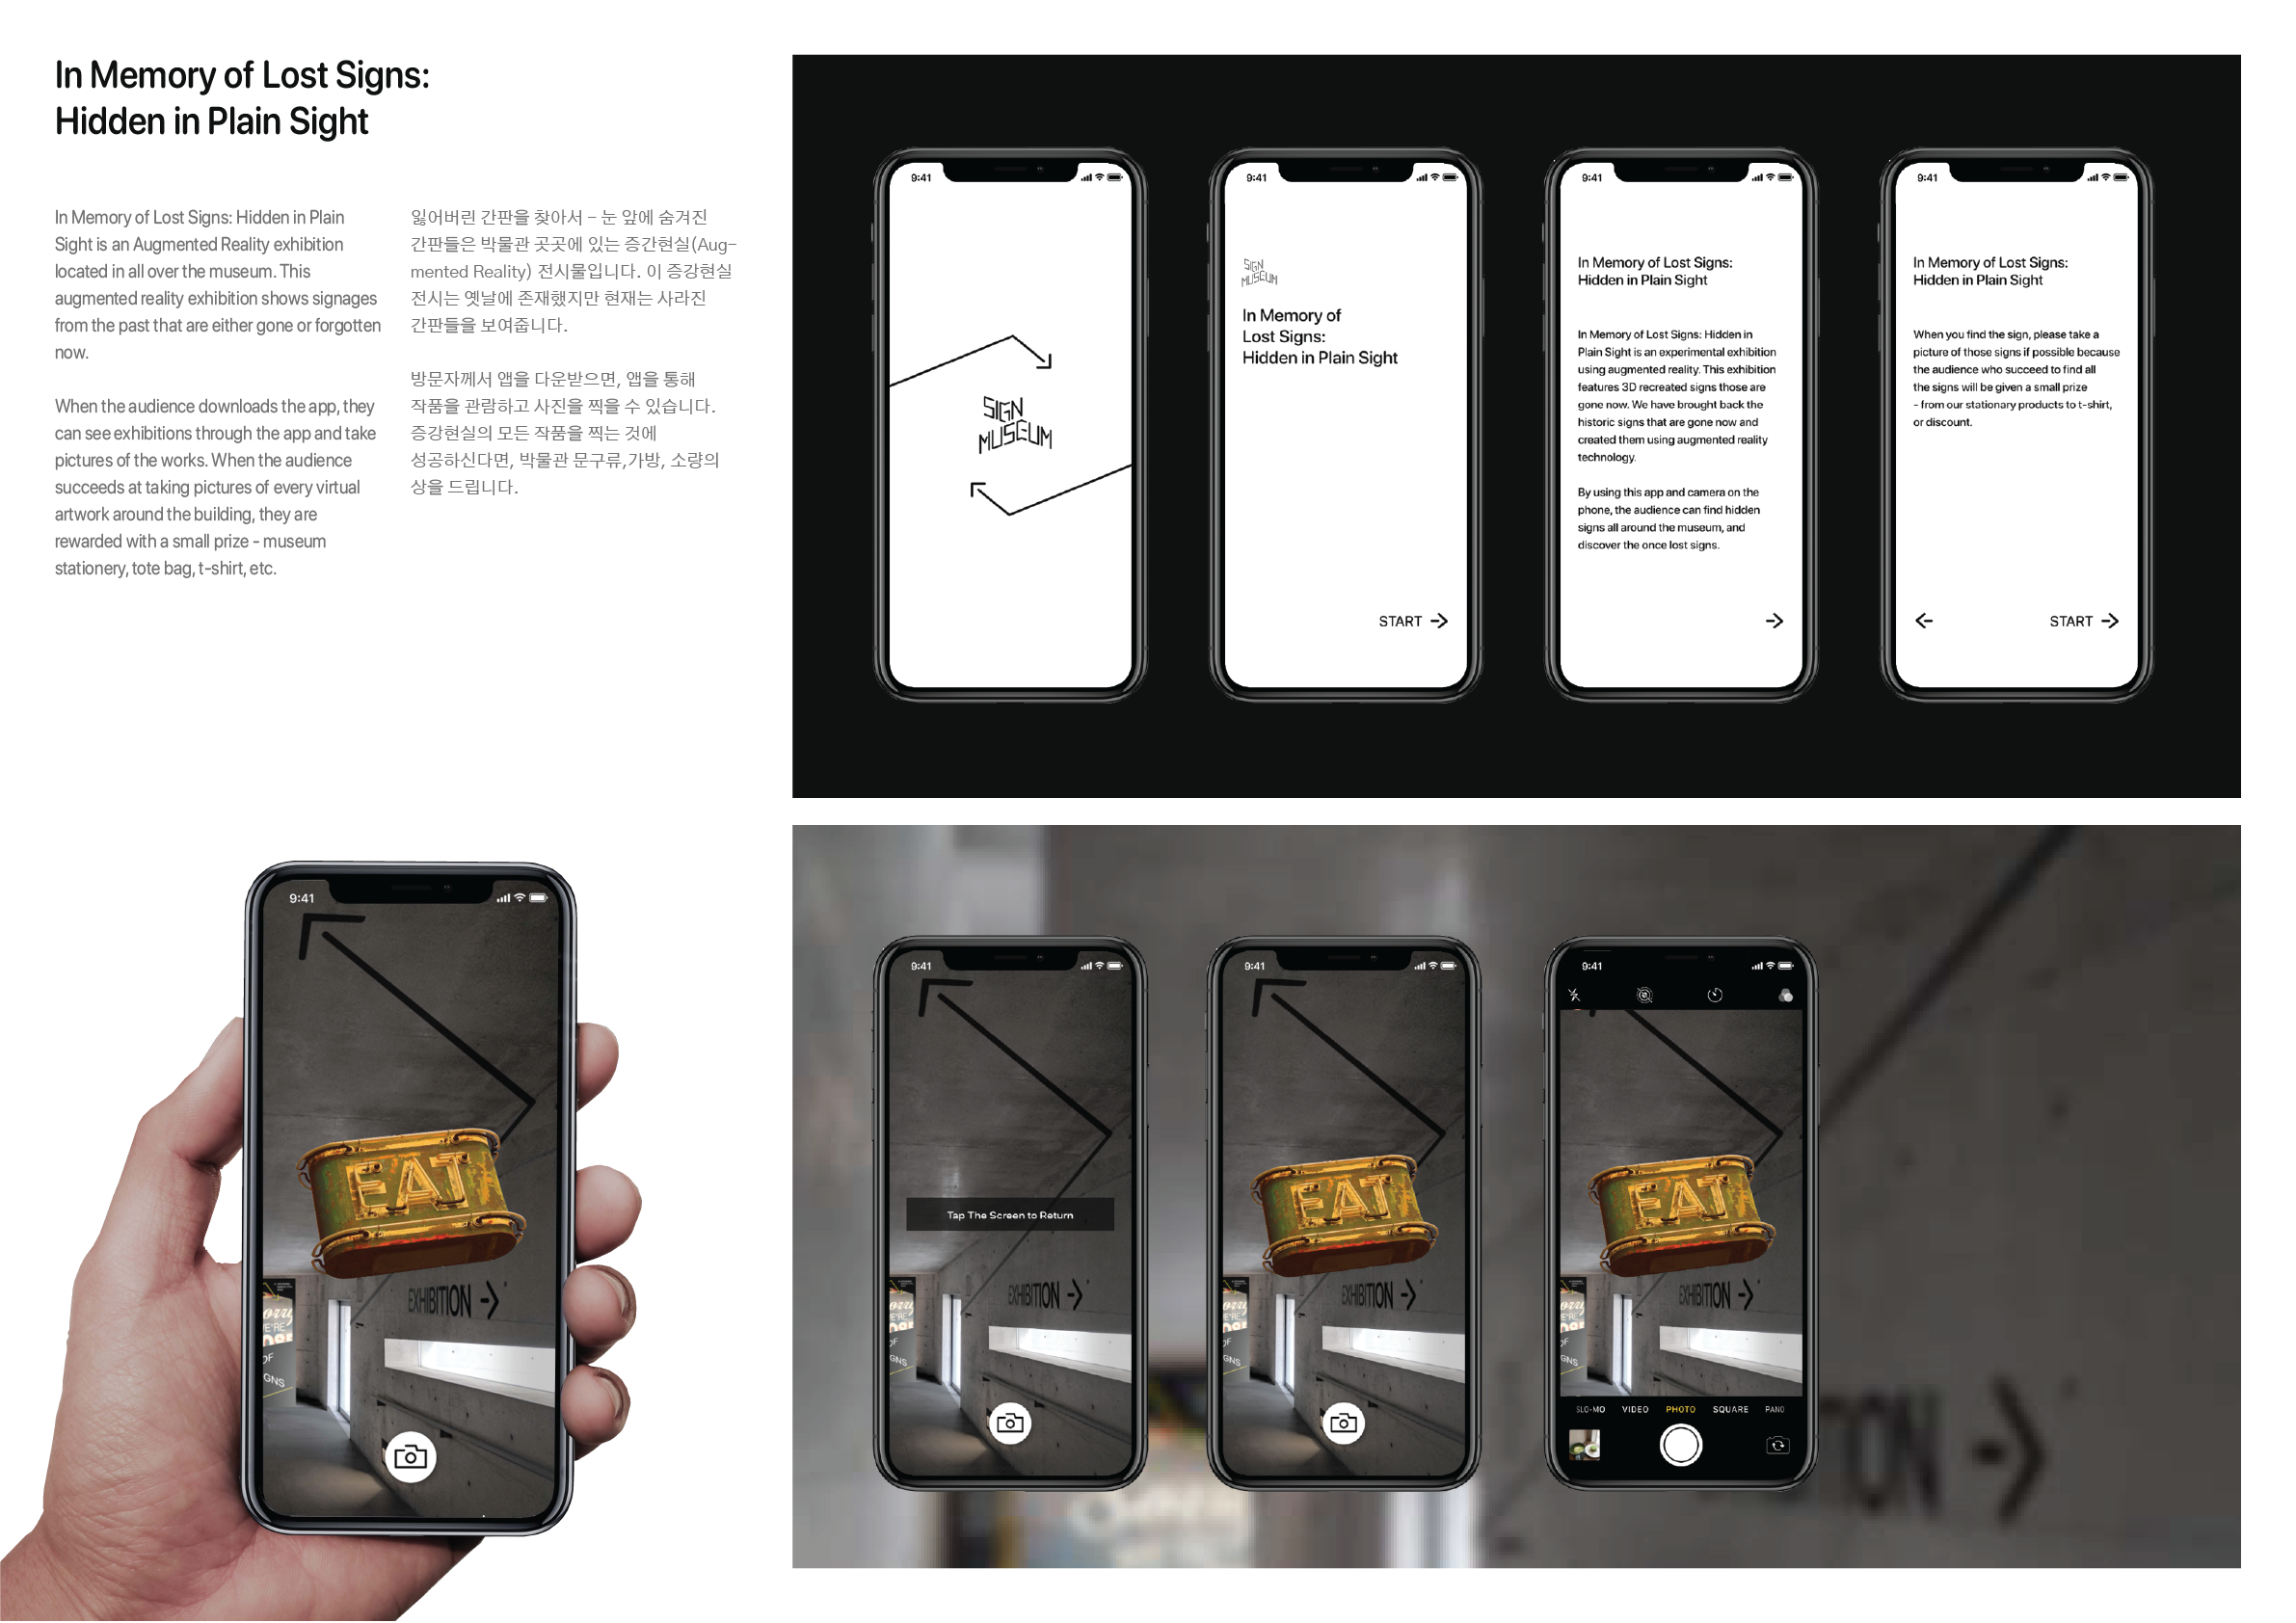 In Memory of Lost Signs:
Hidden in Plain Sight
In Memory of Lost Signs: Hidden in Plain
Sight is an Augmented Reality exhibition
located in all over the museum. This
augmented reality exhibition shows signages
from the past that are either gone or forgotten
now.
When the audience downloads the app, they
can see exhibitions through the app and take
pictures of the works. When the audience
succeeds at taking pictures of every virtual
artwork around the building, they are
rewarded with a small prize - museum
stationery, tote bag, t-shirt, etc.
잃어버린 간판을 찾아서 - 눈 앞에 숨겨진
간판들은 박물관 곳곳에 있는 증간현실(Aug-
mented Reality) 전시물입니다. 이 증강현실
전시는 옛날에 존재했지만 현재는 사라진
간판들을 보여줍니다.
방문자께서 앱을 다운받으면, 앱을 통해
작품을 관람하고 사진을 찍을 수 있습니다.
증강현실의 모든 작품을 찍는 것에
성공하신다면, 박물관 문구류,가방, 소량의
상을 드립니다.
9:41
SIGN
MUSEUM
9:41
SIGN
MUSEUM
In Memory of
Lost Signs:
Hidden in Plain Sight
START
9:41
In Memory of Lost Signs:
Hidden in Plain Sight
In Memory of Lost Signs: Hidden in
Plain Sight is an experimental exhibition
using augmented reality. This exhibition
features 3D recreated signs those are
gone now. We have brought back the
historic signs that are gone now and
created them using augmented reality
technology.
By using this app and camera on the
phone, the audience can find hidden
signs all around the museum, and
discover the once lost signs.
9:41
In Memory of Lost Signs:
Hidden in Plain Sight
When you find the sign, please take a
picture of those signs if possible because
the audience who succeed to find all
the signs will be given a small prize
- from our stationary products to t-shirt,
or discount.
START
9:41
EAT
EXHIBITION
OF
GNS
9:41
Tap The Screen to Return
EXHIBITION
GNS
9:41
EAT
EXHIBITION
GNS
9:41
EAT
EXHIBITION
GNS
SLO-MO VIDEO PHOTO SQUARE PANO
TION